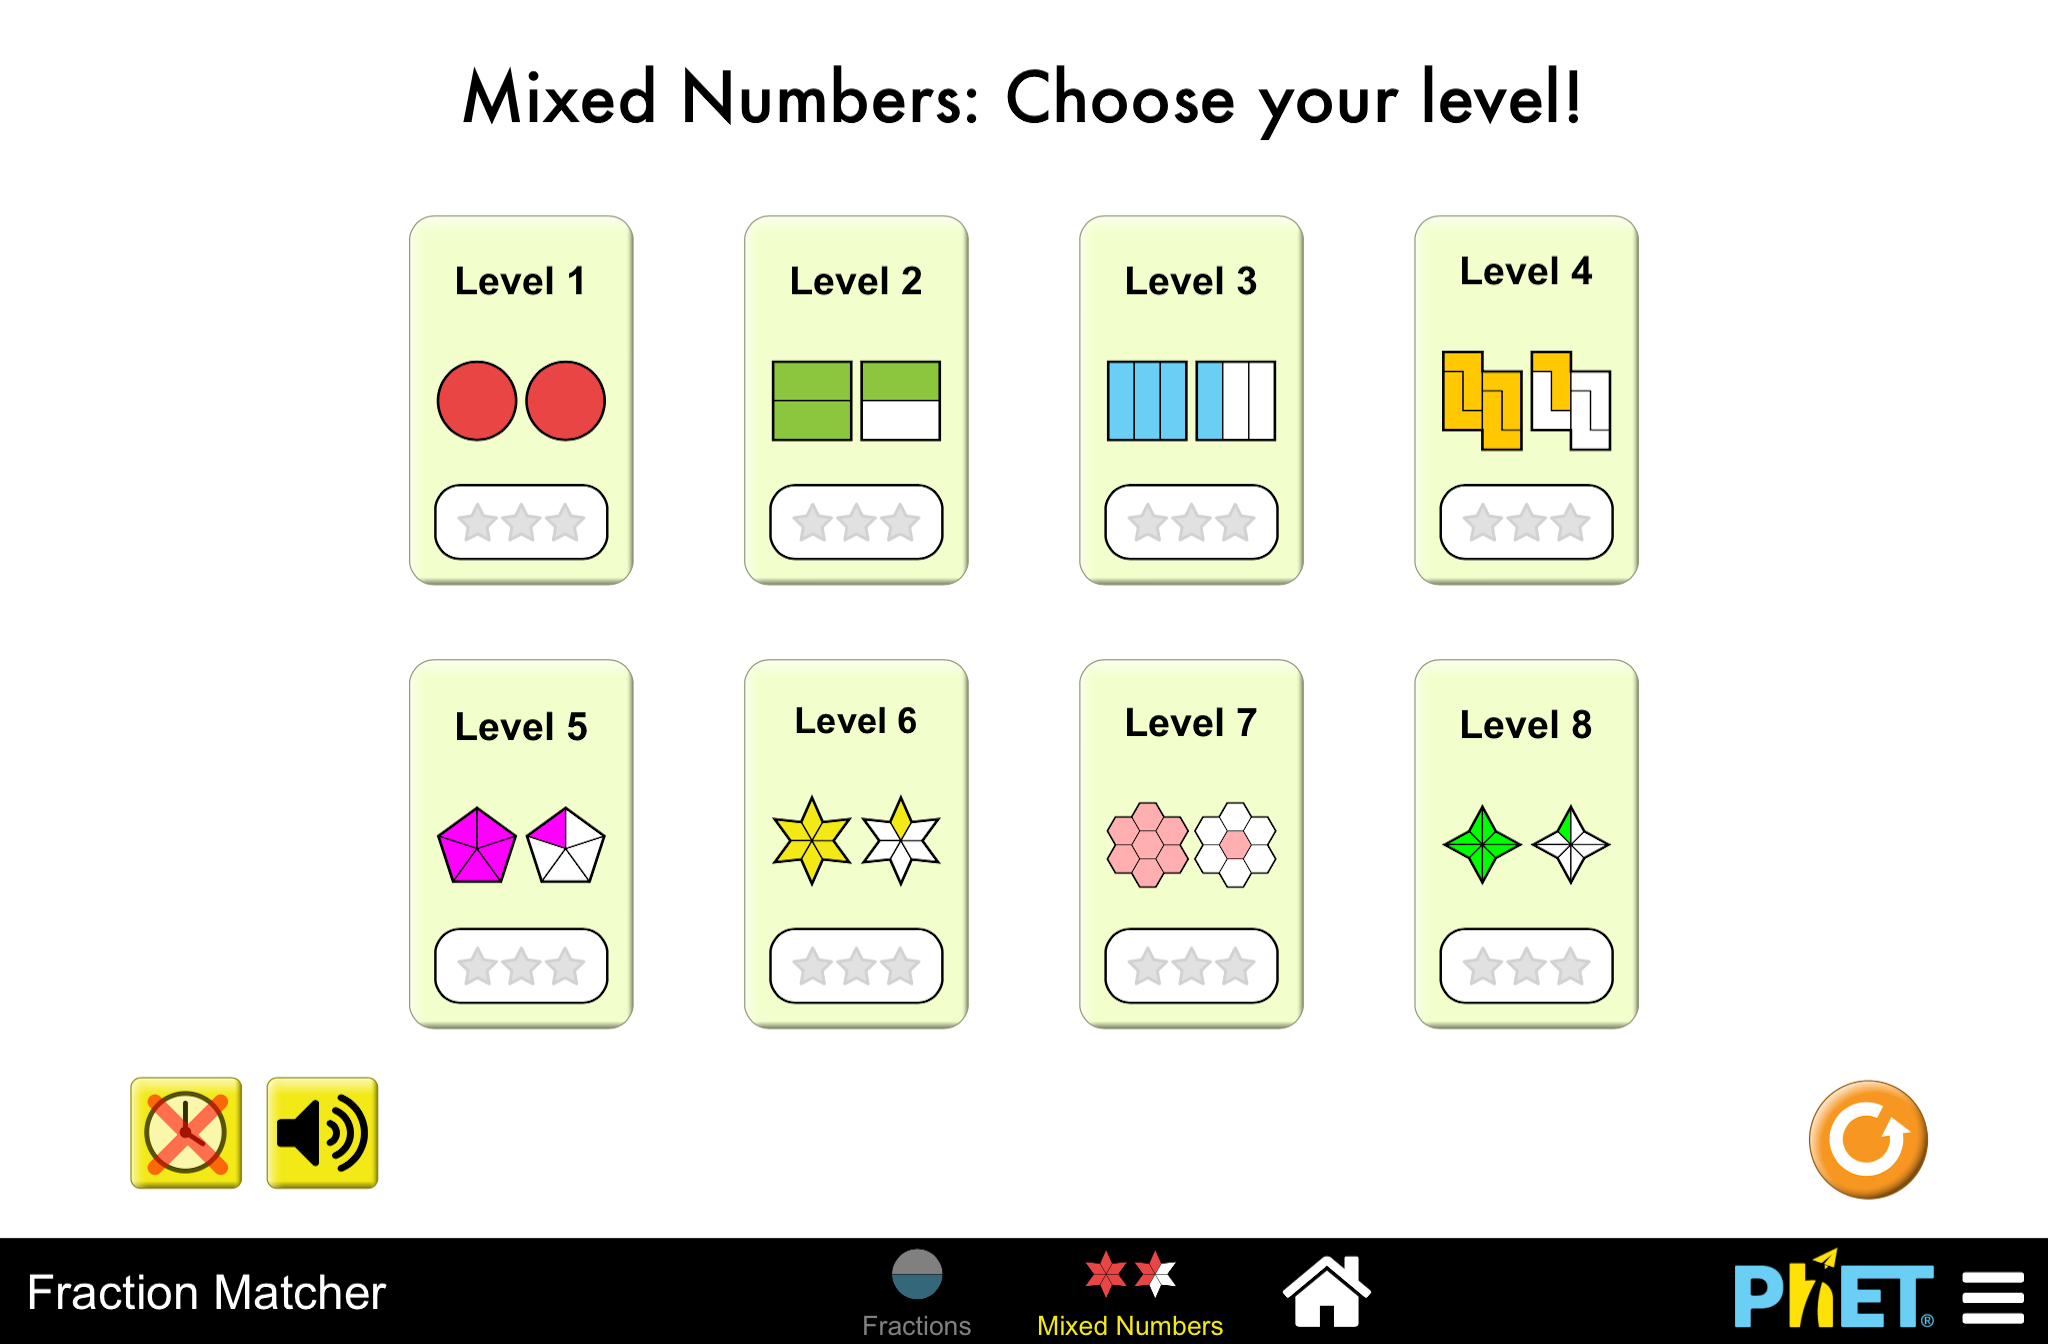 Mixed Numbers: Choose your level!
Level 1
Level 2
Level 3
Level 4
Level 5
Level 6
Level 7
Level 8
Fraction Matcher
Fractions
Mixed Numbers
PhET®